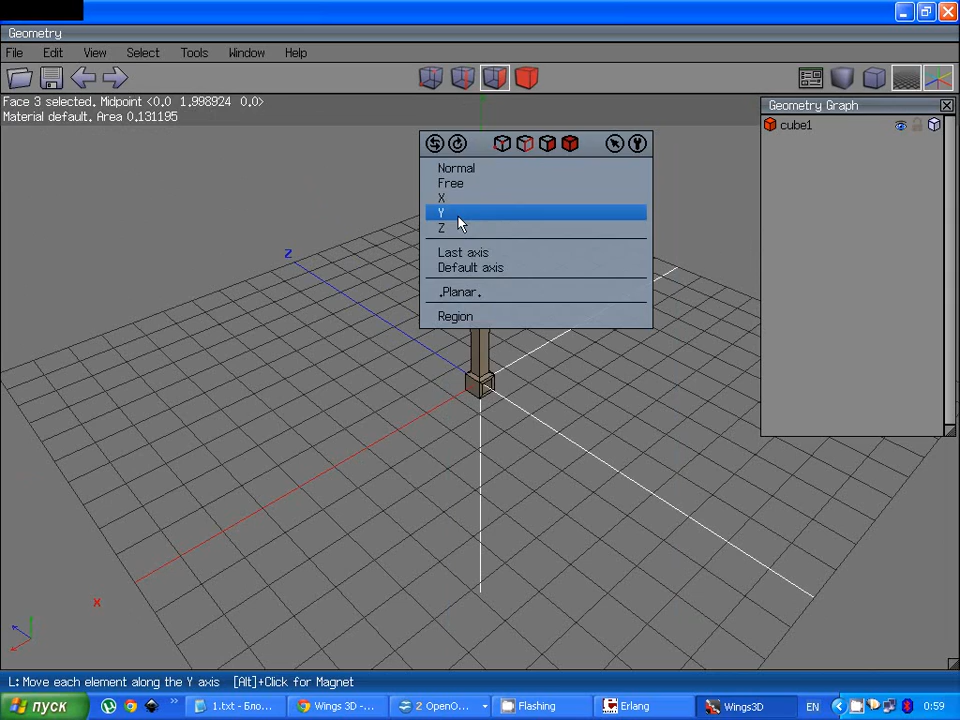 Geometry
File Edit View Select Tools Window Help
Face 3 selected. Midpoint <0.0 1.998924 0.0>
Material default. Area 0.131195
Geometry Graph
cube1
Normal
Free
X
Y
Z
Last axis
Default axis
.Planar.
Region
Z
X
L: Move each element along the Y axis [Alt]+Click for Magnet
пуск
1.txt - Бло...
Wings 3D -...
2 OpenO...
Flashing
Erlang
Wings3D
EN
0:59